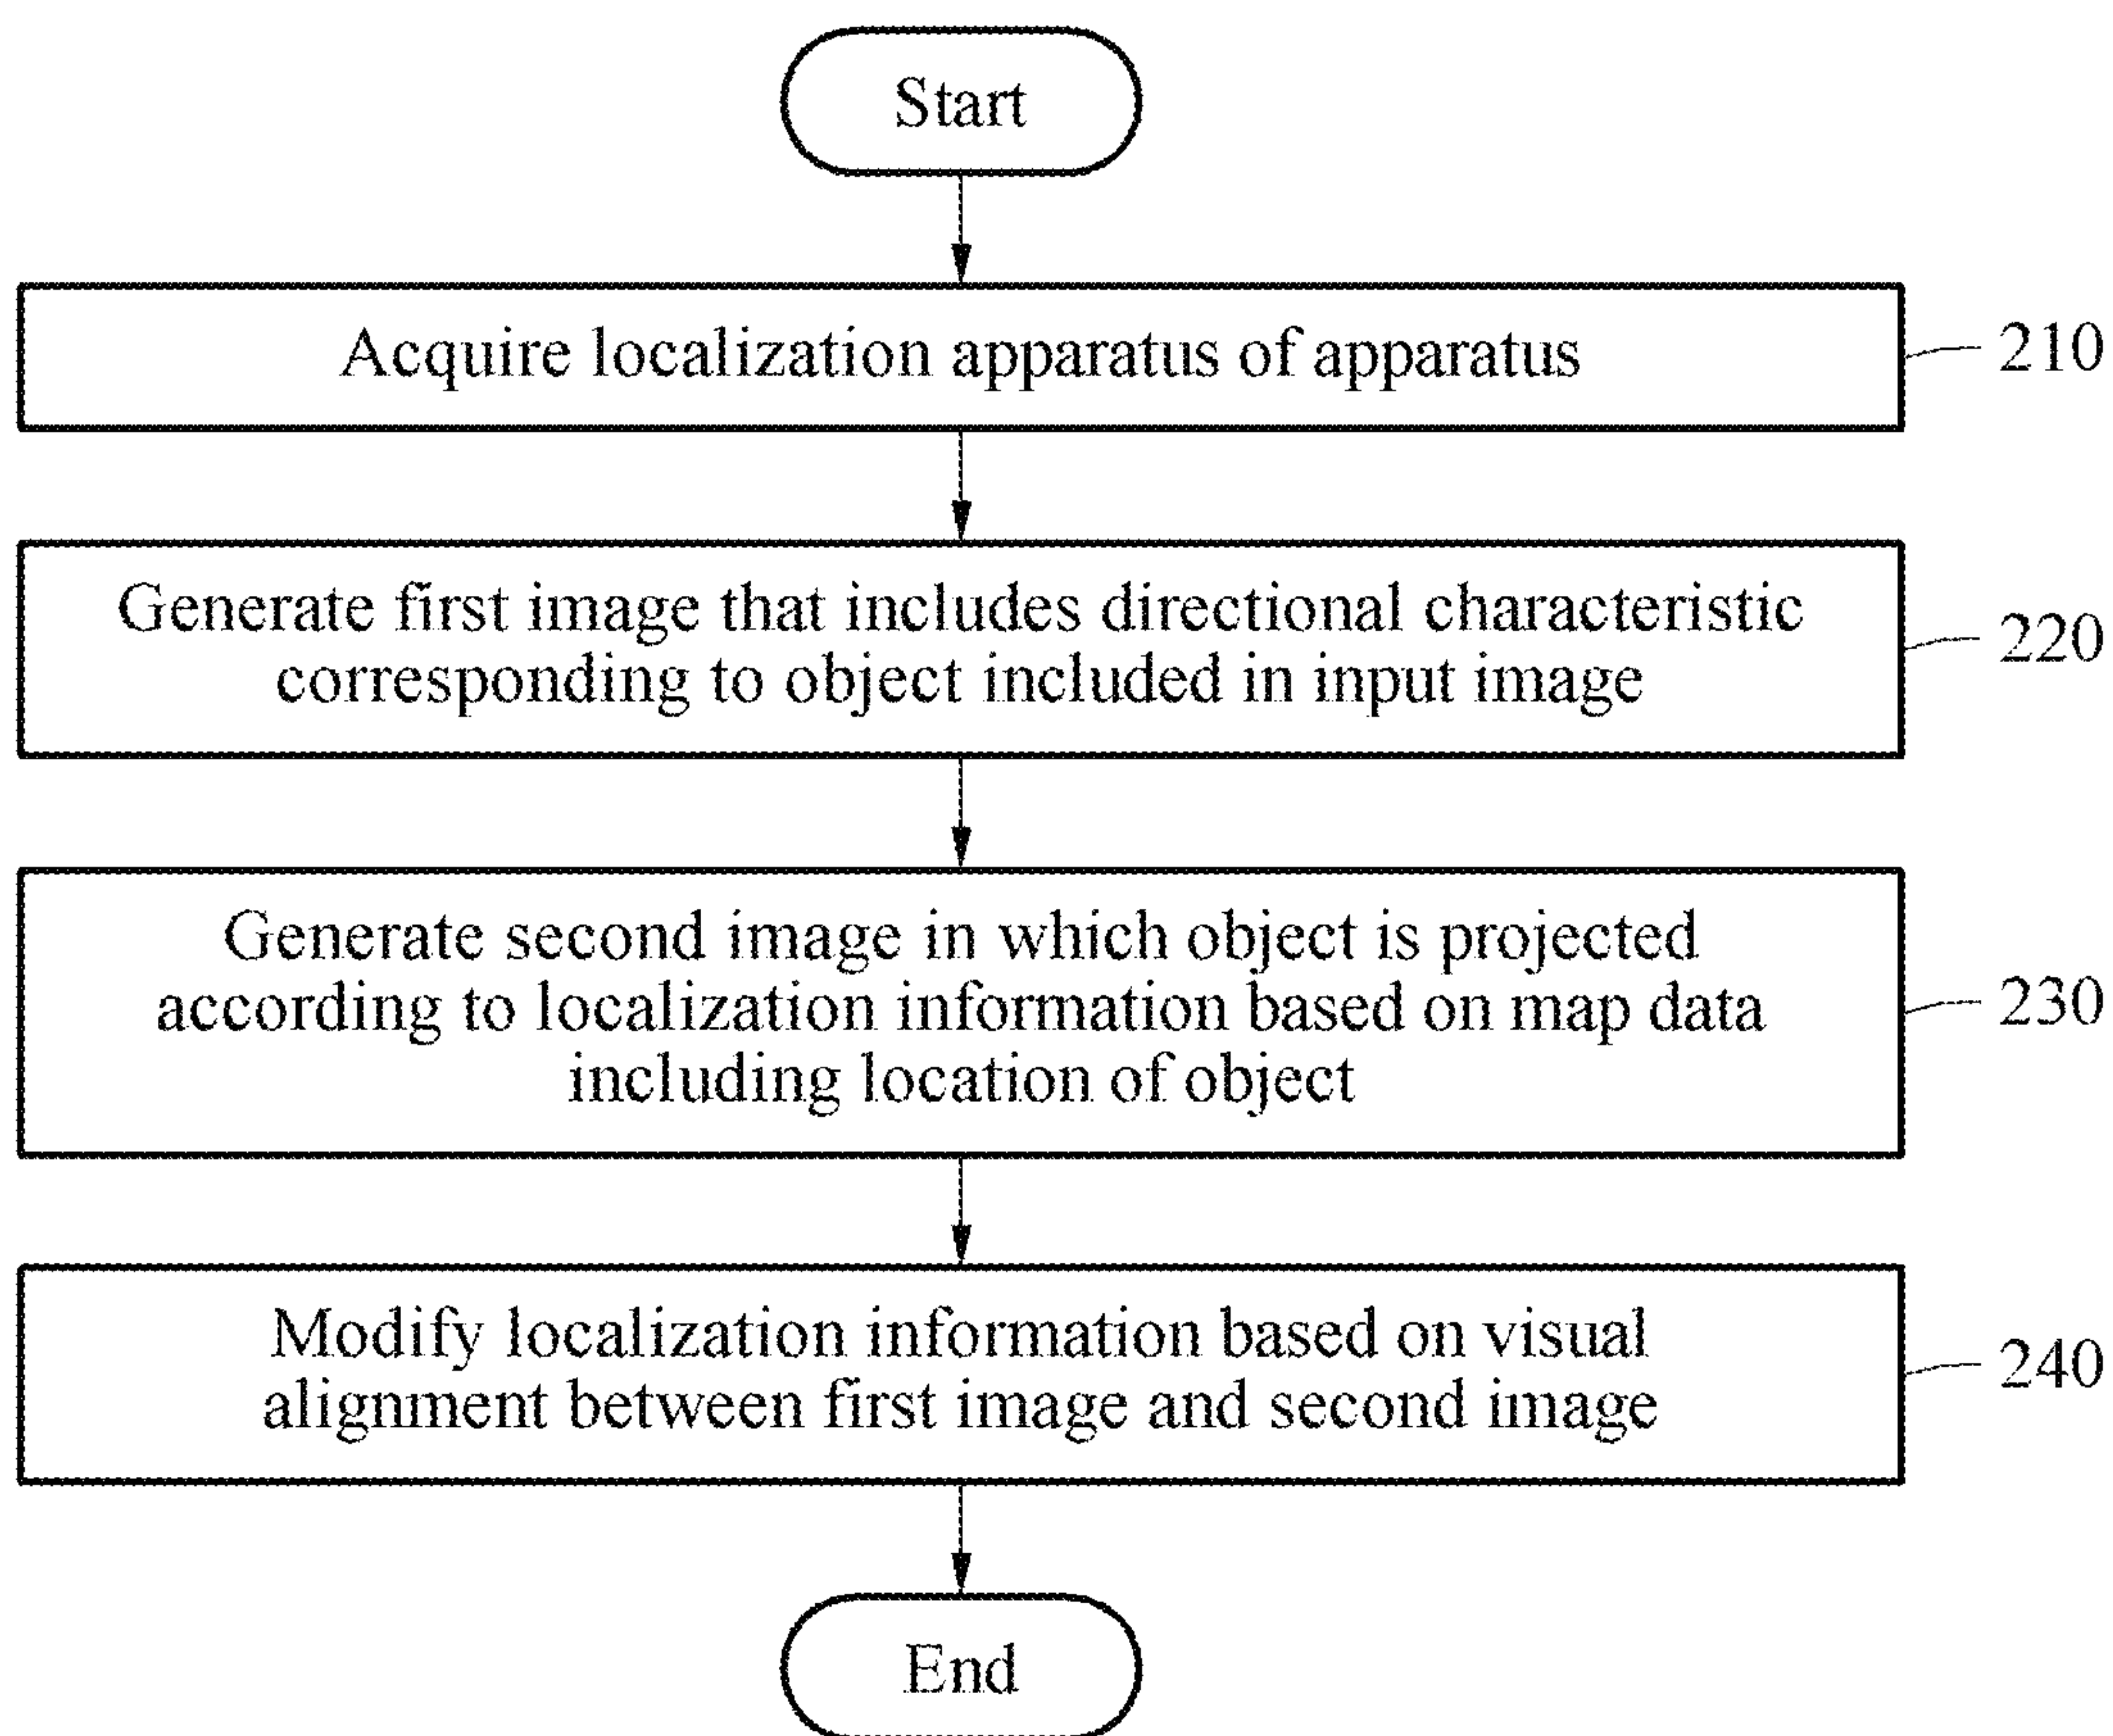 Start
Acquire localization apparatus of apparatus
210
Generate first image that includes directional characteristic
corresponding to object included in input image
220
Generate second image in which object is projected
according to localization information based on map data
including location of object
230
Modify localization information based on visual
alignment between first image and second image
240
End